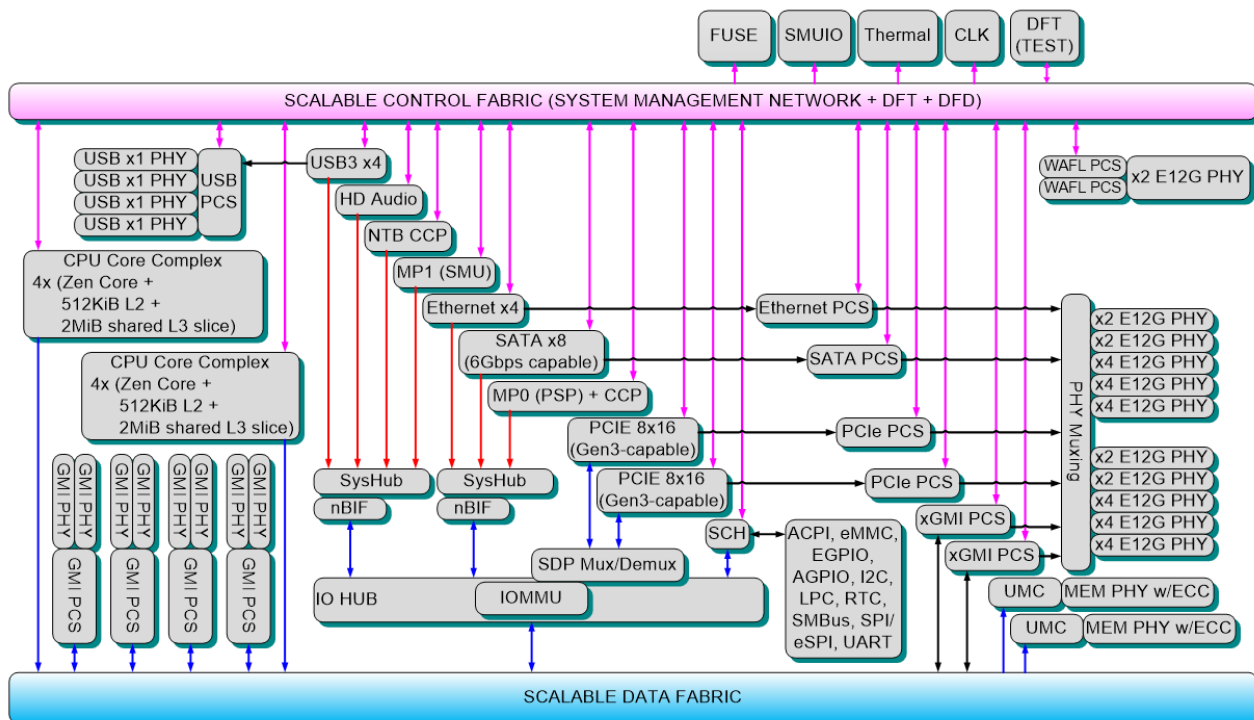 FUSE
SMUIO
Thermal
CLK
DFT
(TEST)
SCALABLE CONTROL FABRIC (SYSTEM MANAGEMENT NETWORK + DFT + DFD)
USB x1 PHY
USB x1 PHY
USB x1 PHY
USB x1 PHY
USB
PCS
USB3 x4
HD Audio
NTB CCP
MP1 (SMU)
Ethernet x4
SATA x8
(6Gbps capable)
MP0 (PSP) + CCP
PCIE 8x16
(Gen3-capable)
PCIE 8x16
(Gen3-capable)
WAFL PCS
WAFL PCS
x2 E12G PHY
CPU Core Complex
4x (Zen Core +
512KiB L2 +
2MiB shared L3 slice)
CPU Core Complex
4x (Zen Core +
512KiB L2 +
2MiB shared L3 slice)
Ethernet PCS
SATA PCS
PCIe PCS
PCIe PCS
xGMI PCS
xGMI PCS
PHY Muxing
x2 E12G PHY
x2 E12G PHY
x4 E12G PHY
x4 E12G PHY
x4 E12G PHY
x2 E12G PHY
x2 E12G PHY
x4 E12G PHY
x4 E12G PHY
x4 E12G PHY
GMI PHY
GMI PHY
GMI PHY
GMI PHY
GMI PHY
GMI PHY
GMI PHY
GMI PHY
GMI PCS
GMI PCS
GMI PCS
GMI PCS
SysHub
nBIF
SysHub
nBIF
SCH
ACPI, eMMC,
EGPIO,
AGPIO, I2C,
LPC, RTC,
SMBus, SPI/
eSPI, UART
SDP Mux/Demux
IO HUB
IOMMU
UMC
MEM PHY w/ECC
UMC
MEM PHY w/ECC
SCALABLE DATA FABRIC